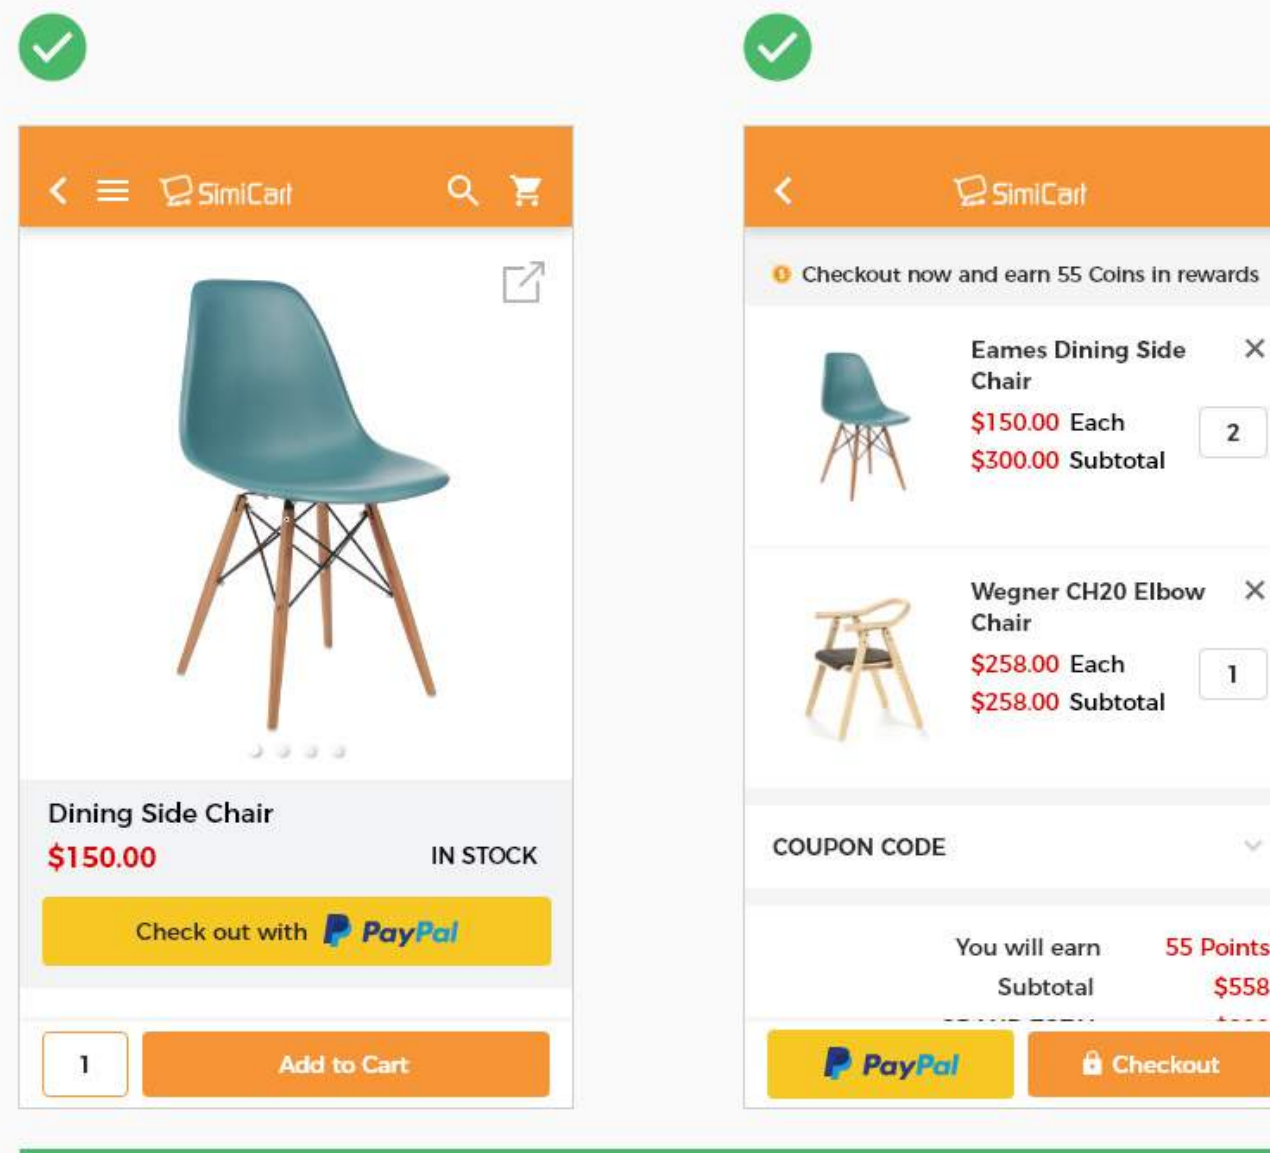 SimiCart
Dining Side Chair
$150.00
IN STOCK
Check out with PayPal
1
Add to Cart
SimiCart
Checkout now and earn 55 Coins in rewards
Eames Dining Side
Chair
$150.00 Each
2
$300.00 Subtotal
Wegner CH20 Elbow
Chair
$258.00 Each
1
$258.00 Subtotal
COUPON CODE
You will earn 55 Points
Subtotal $558
PayPal
Checkout